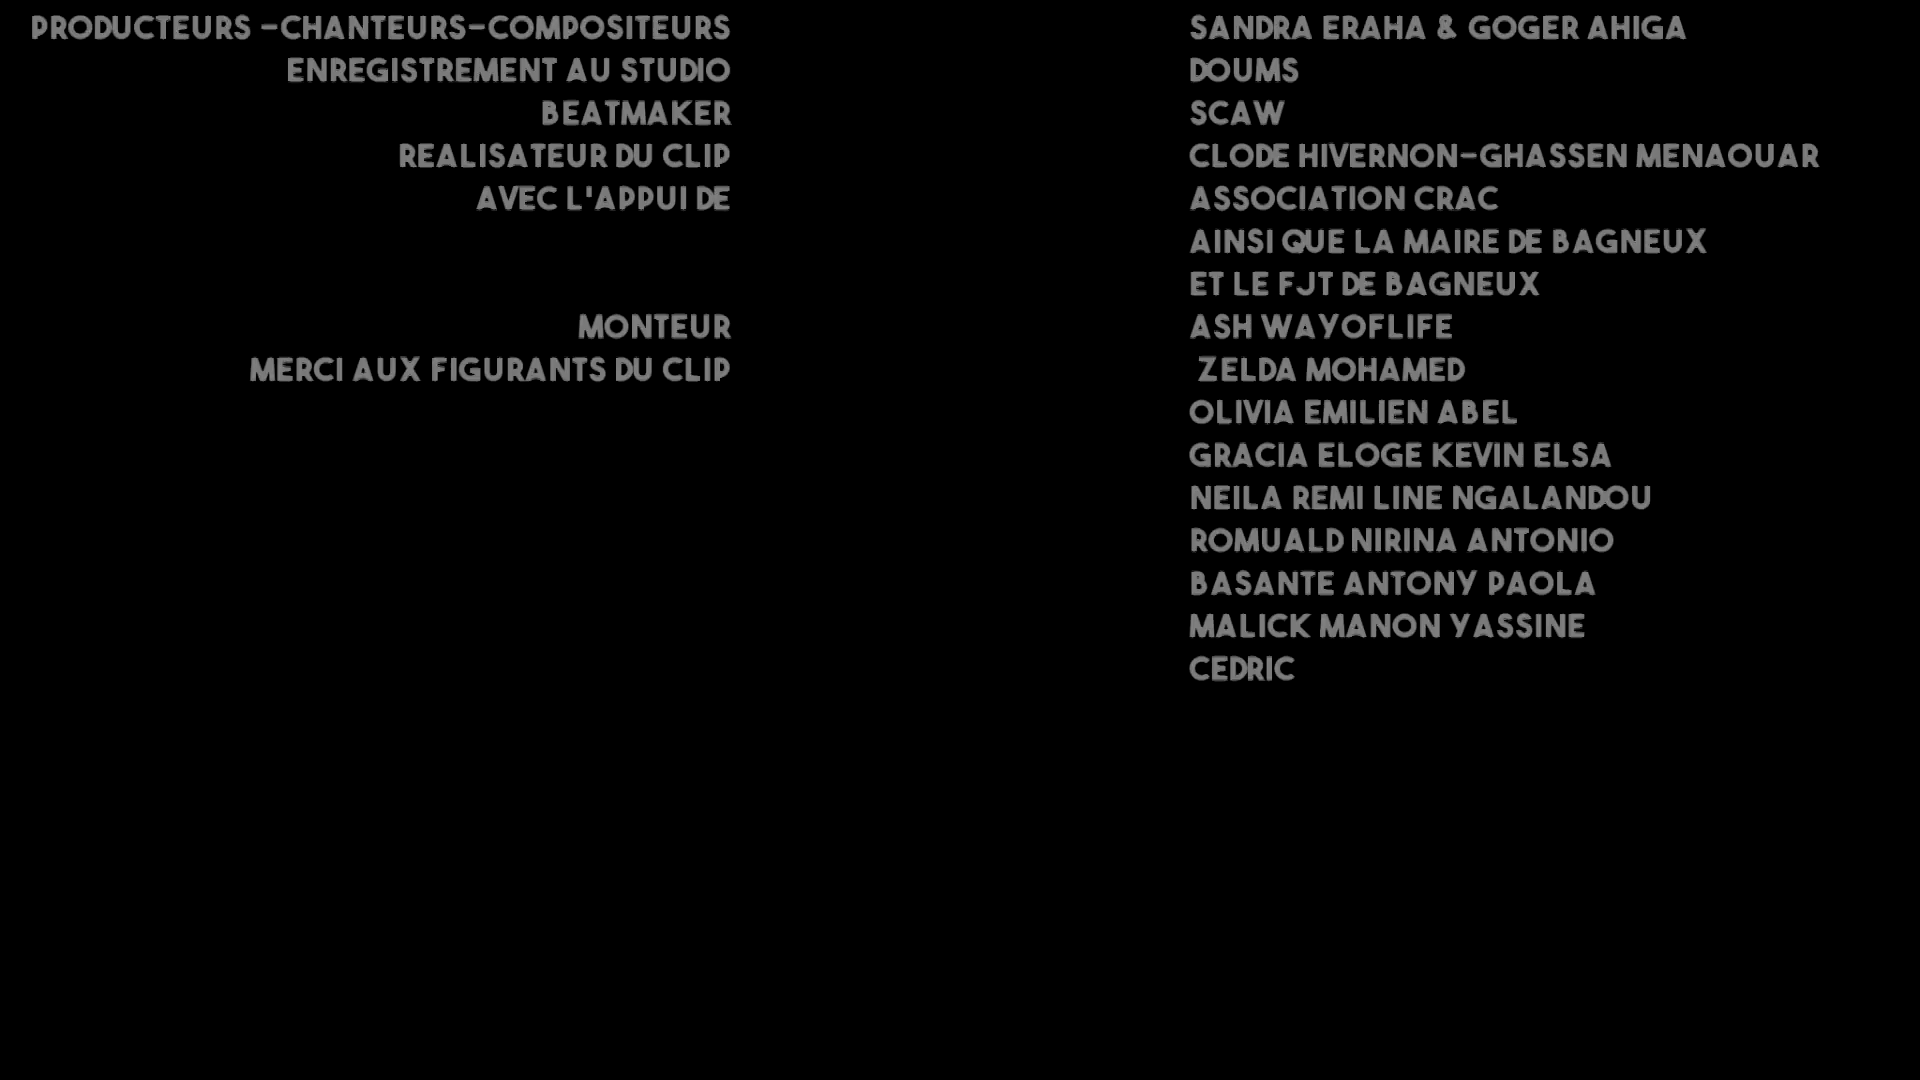 PRODUCTEURS -CHANTEURS-COMPOSITEURS SANDRA ERAHA & GOGER AHIGA
ENREGISTREMENT AU STUDIO DOUMS
BEATMAKER SCAW
REALISATEUR DU CLIP CLODE HIVERNON-GHASSEN MENAOUAR
AVEC L'APPUI DE ASSOCIATION CRAC
AINSI QUE LA MAIRE DE BAGNEUX
ET LE FJT DE BAGNEUX
MONTEUR ASH WAYOFLIFE
MERCI AUX FIGURANTS DU CLIP ZELDA MOHAMED
OLIVIA EMILIEN ABEL
GRACIA ELOGE KEVIN ELSA
NEILA REMI LINE NGALANDOU
ROMUALD NIRINA ANTONIO
BASANTE ANTONY PAOLA
MALICK MANON YASSINE
CEDRIC